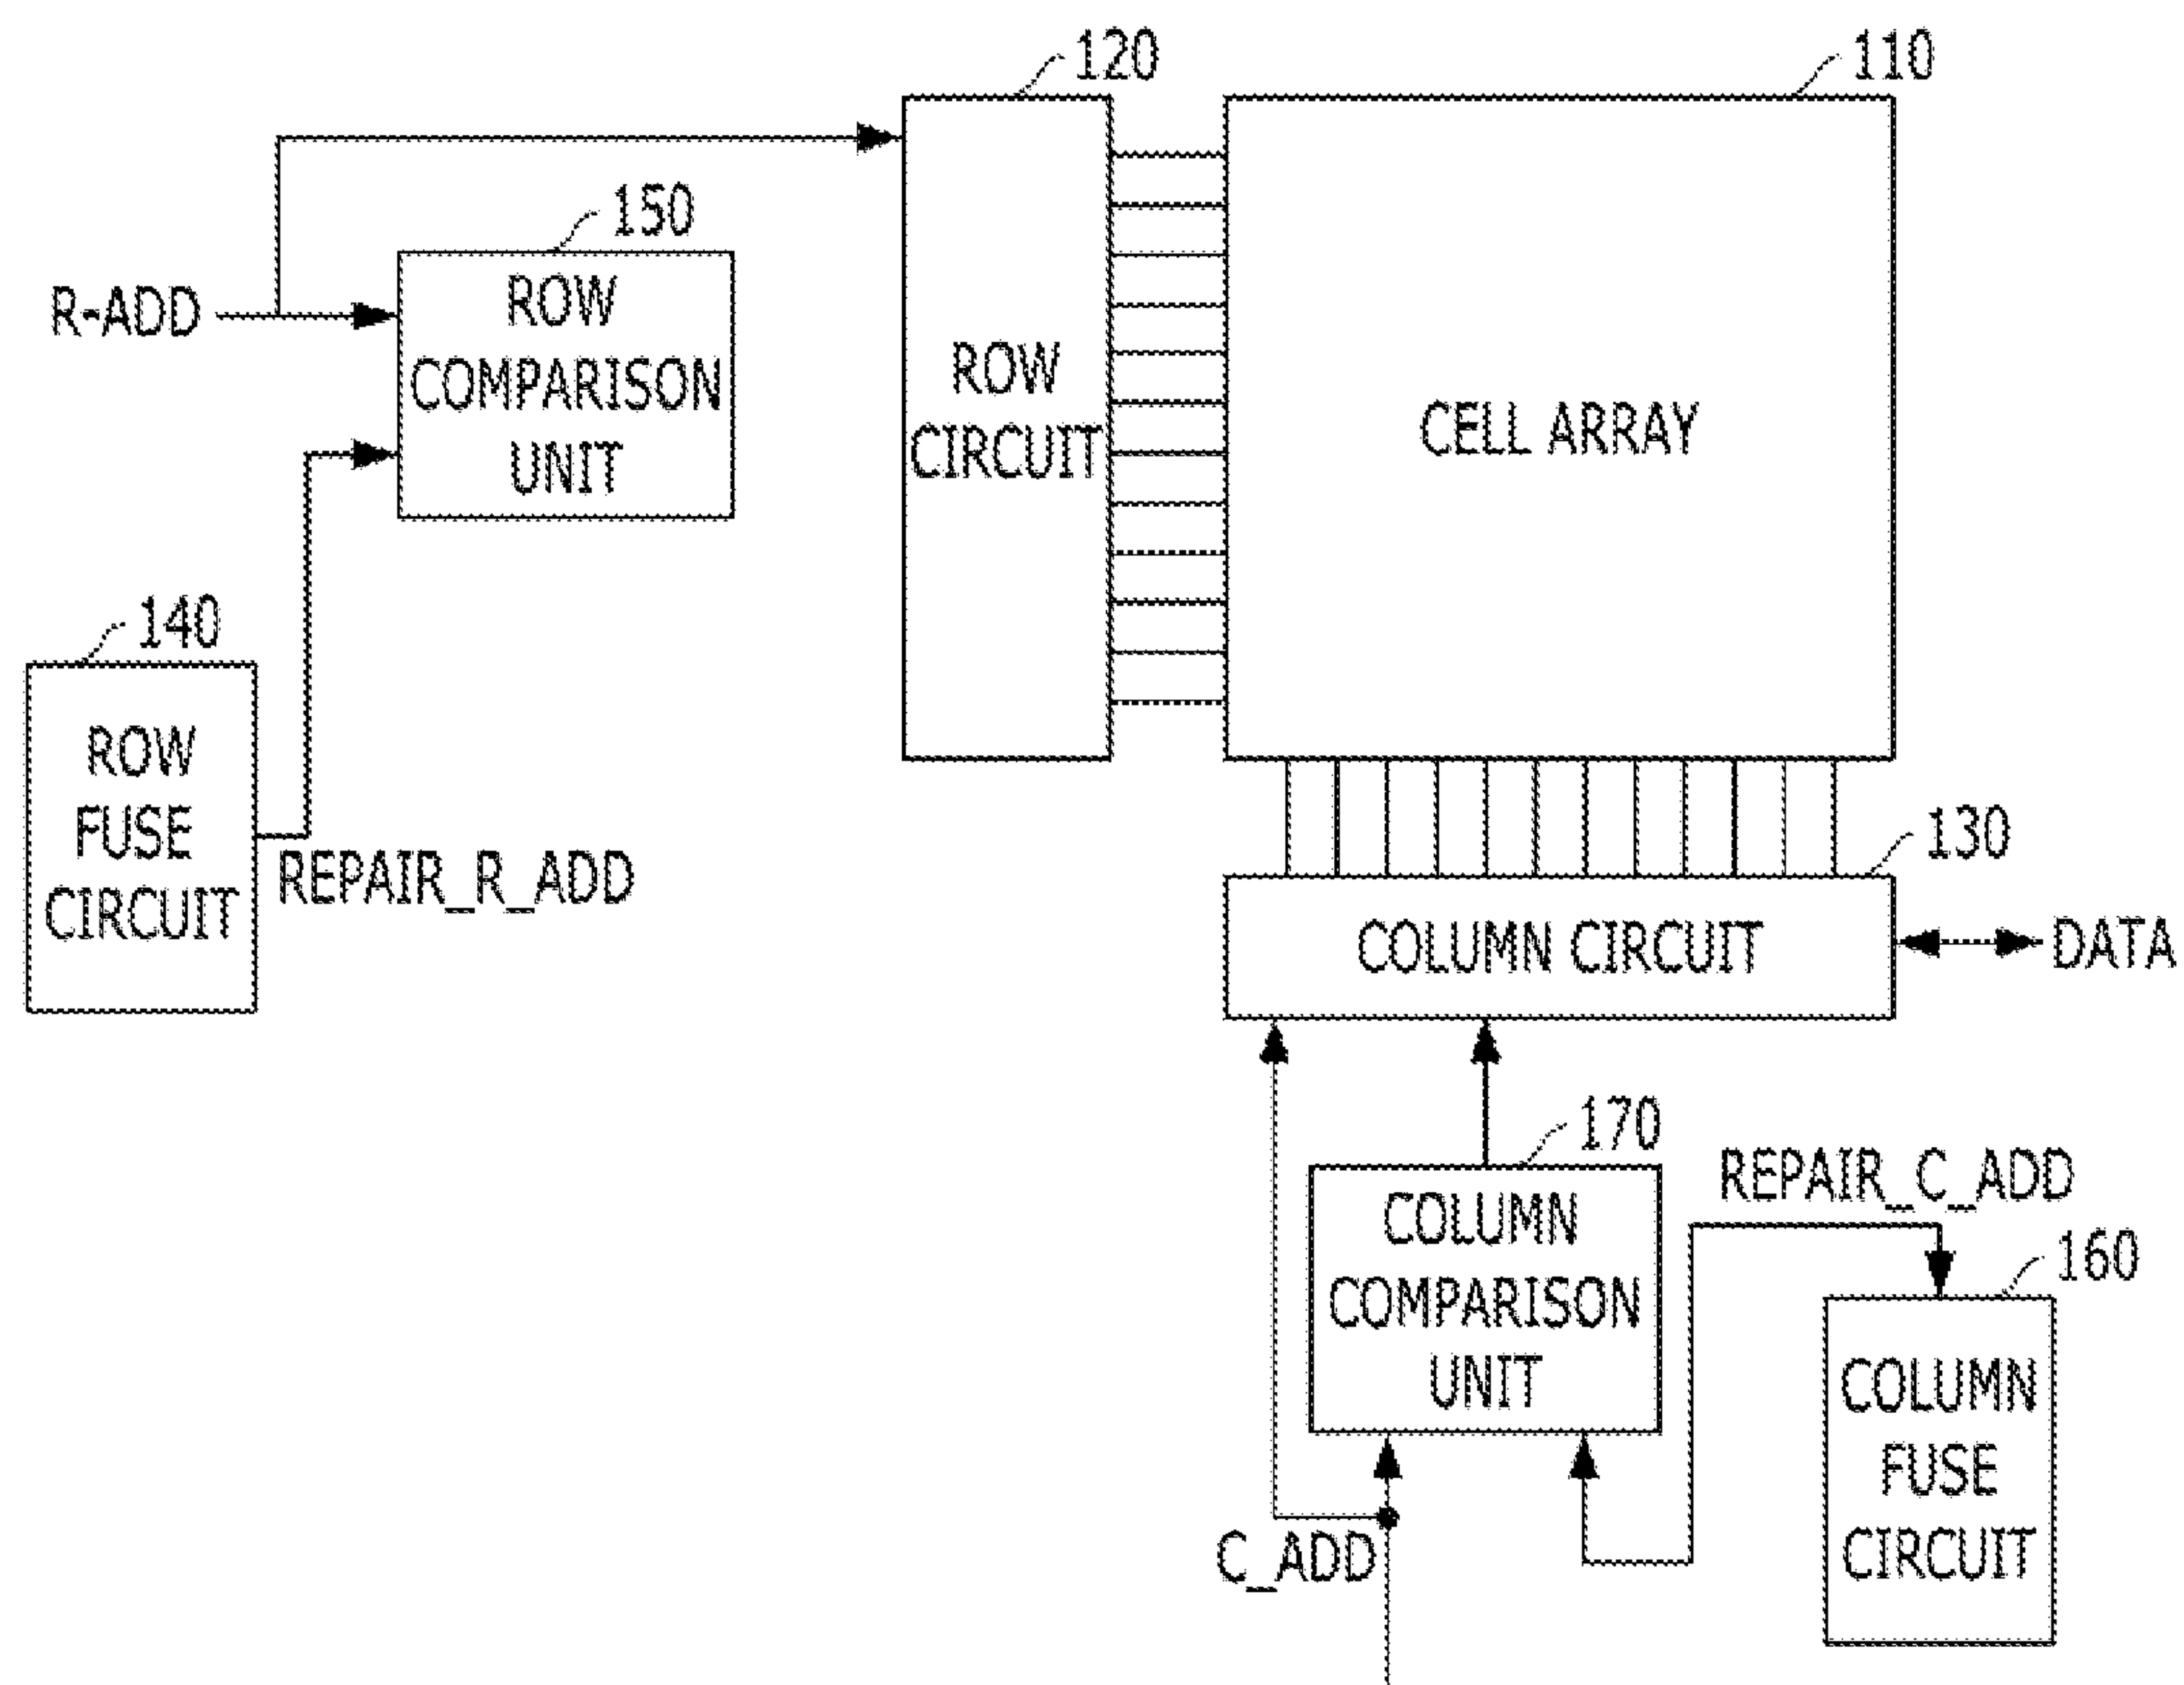 120
110
150
R-ADD
ROW
COMPARISON
UNIT
ROW
CIRCUIT
CELL ARRAY
140
ROW
FUSE
CIRCUIT
REPAIR_R_ADD
130
COLUMN CIRCUIT
DATA
170
REPAIR_C_ADD
COLUMN
COMPARISON
UNIT
160
COLUMN
FUSE
CIRCUIT
C_ADD